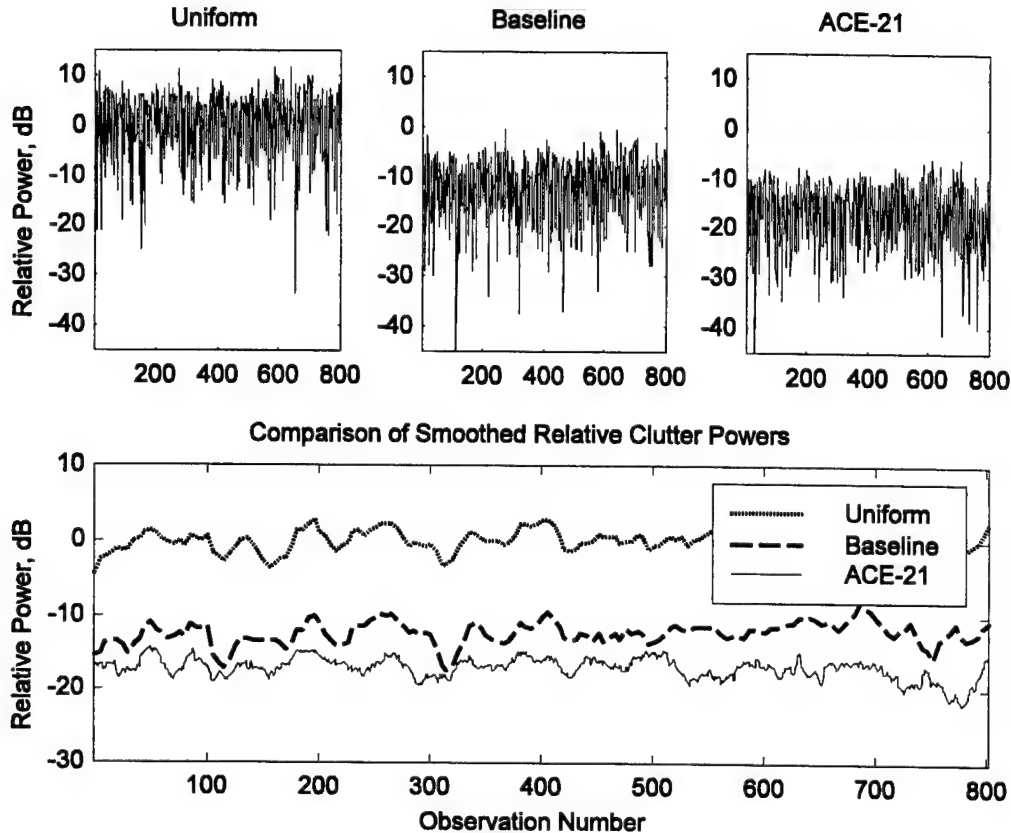 Uniform
Baseline
ACE-21
Relative Power, dB
10
0
-10
-20
-30
-40
200 400 600 800
10
0
-10
-20
-30
-40
200 400 600 800
10
0
-10
-20
-30
-40
200 400 600 800
Comparison of Smoothed Relative Clutter Powers
Relative Power, dB
10
0
-10
-20
-30
Uniform
Baseline
ACE-21
100 200 300 400 500 600 700 800
Observation Number